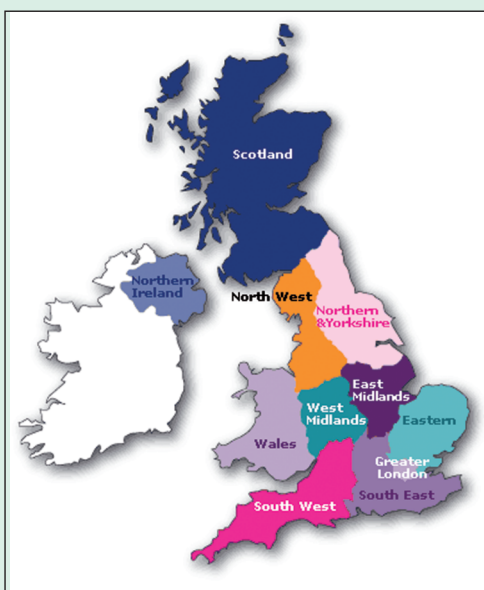 Scotland
Northern
Ireland
North West
Northern
&Yorkshire
East
Midlands
West
Midlands
Eastern
Wales
Greater
London
South East
South West